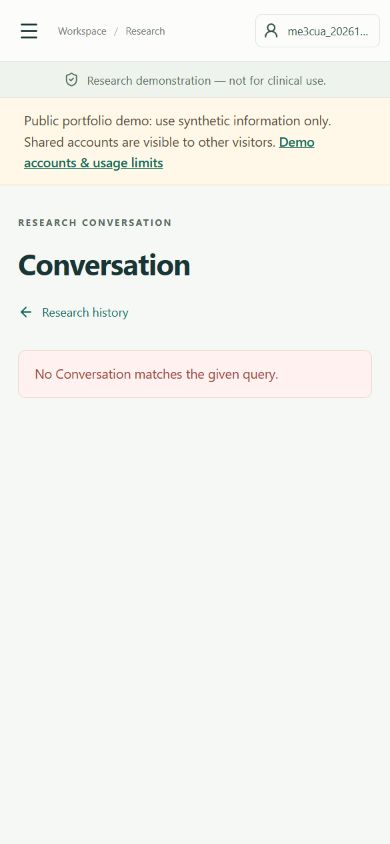 Workspace / Research
me3cua_20261...
Research demonstration — not for clinical use.
Public portfolio demo: use synthetic information only.
Shared accounts are visible to other visitors. Demo
accounts & usage limits
RESEARCH CONVERSATION
Conversation
Research history
No Conversation matches the given query.